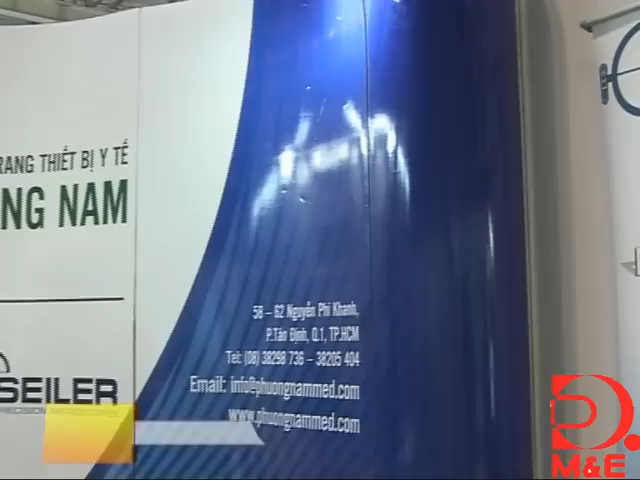 RANG THIẾT BỊ Y TẾ
NG NAM
SEILER
58 - 62 Nguyễn Phi Khanh,
P.Tân Định, Q.1, TP.HCM
Tel: (08) 38298 736 - 38205 404
Email: info@phuongnammed.com
www.phuongnammed.com
D.
M&E